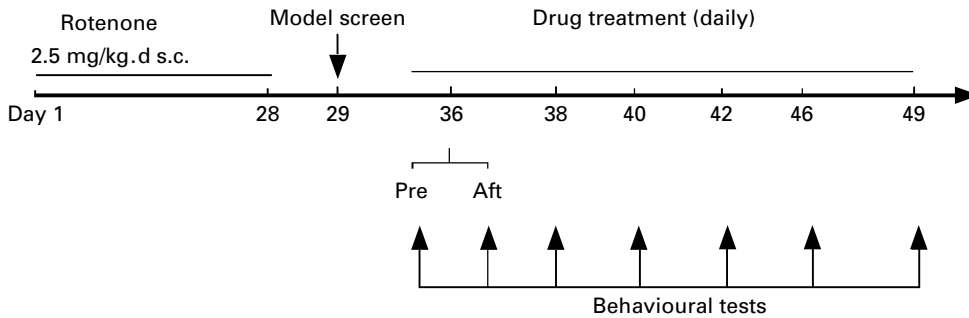 Rotenone
2.5 mg/kg.d s.c.
Model screen
Drug treatment (daily)
Day 1 28 29 36 38 40 42 46 49
Pre Aft
Behavioural tests